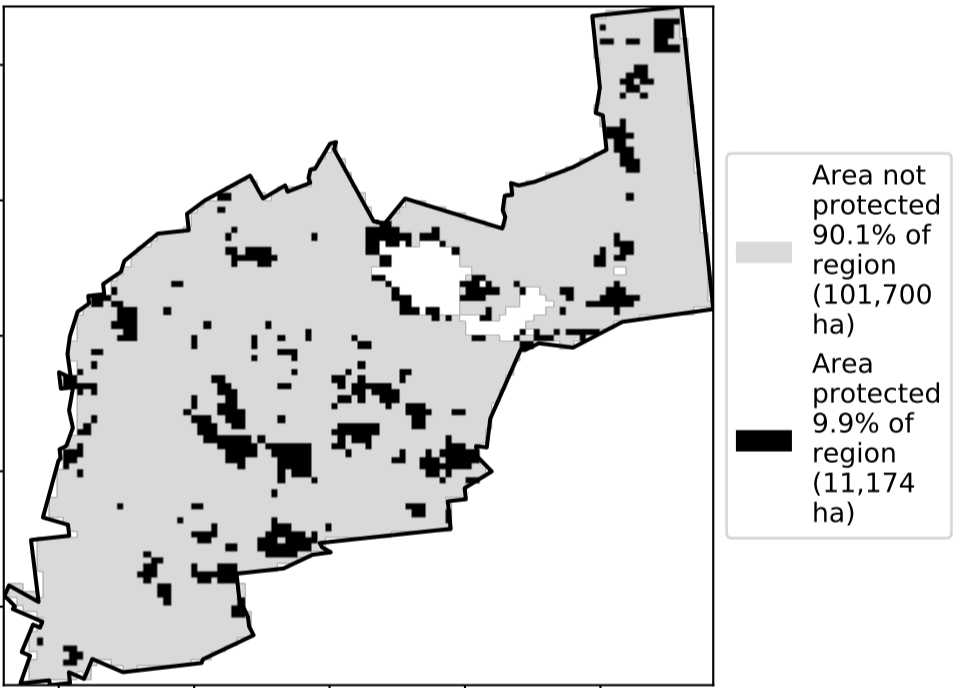 Area not
protected
90.1% of
region
(101,700
ha)
Area
protected
9.9% of
region
(11,174
ha)